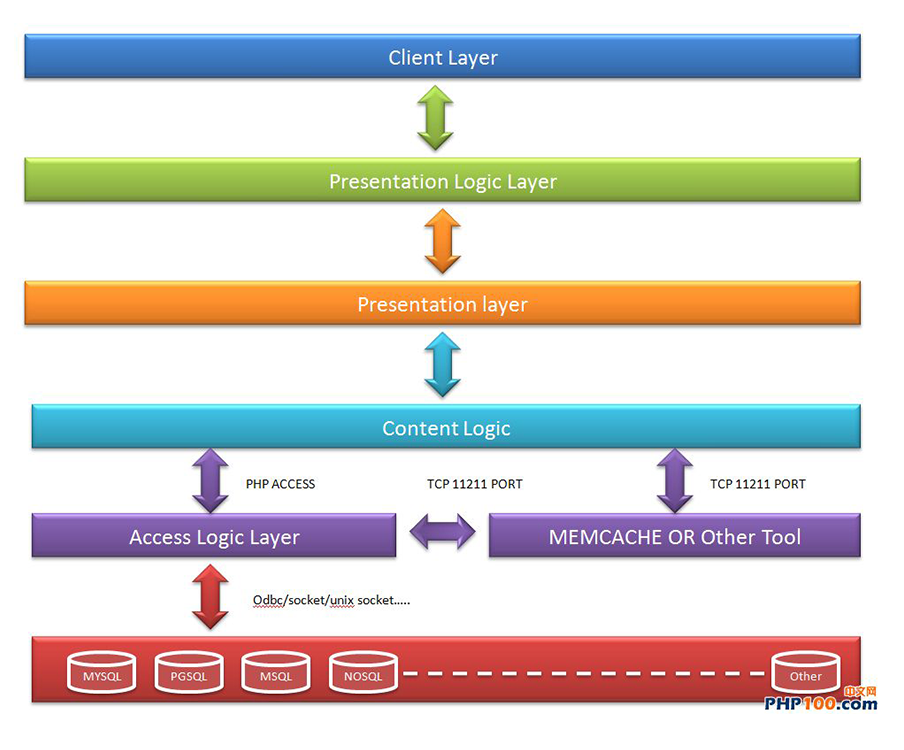 Client Layer
Presentation Logic Layer
Presentation layer
Content Logic
PHP ACCESS
TCP 11211 PORT
TCP 11211 PORT
Access Logic Layer
MEMCACHE OR Other Tool
Odbc/socket/unix socket.....
MYSQL
PGSQL
MSQL
NOSQL
Other
中文网
PHP100.com